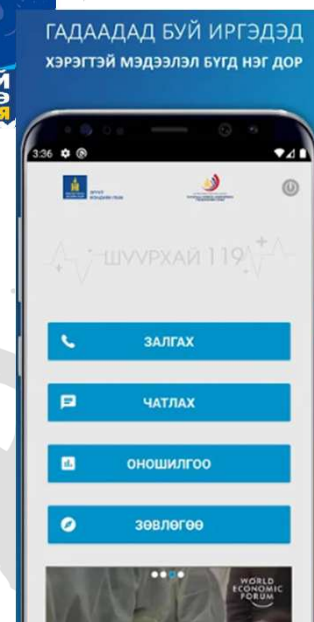 ГАДААДАД БУЙ ИРГЭДЭД
ХЭРЭГТЭЙ МЭДЭЭЛЭЛ БҮГД НЭГ ДОР
3:36
ШУУРХАЙ 119
ЗАЛГАХ
ЧАТЛАХ
ОНОШИЛГОО
ЗӨВЛӨГӨӨ
WORLD
ECONOMIC
FORUM